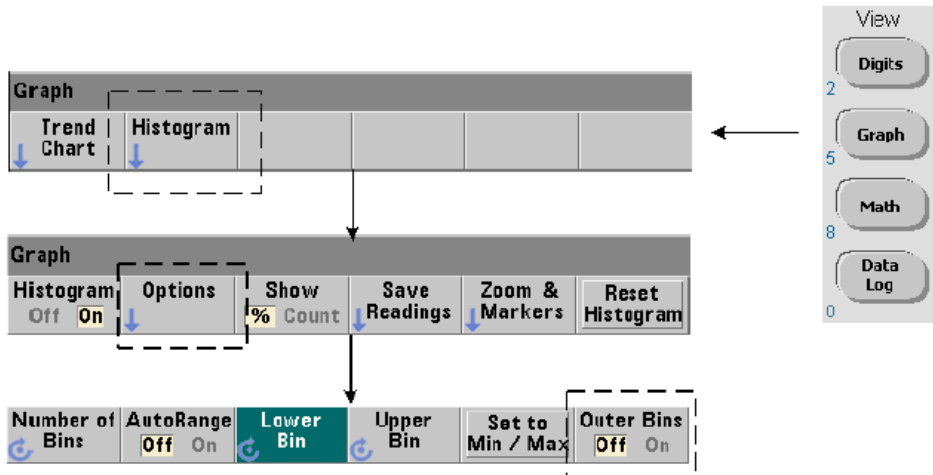 View
Digits
2
Graph
5
Math
8
Data
Log
0
Graph
Trend
Chart
Histogram
Graph
Histogram
Off On
Options
Show
% Count
Save
Readings
Zoom &
Markers
Reset
Histogram
Number of
Bins
AutoRange
Off On
Lower
Bin
Upper
Bin
Set to
Min / Max
Outer Bins
Off On